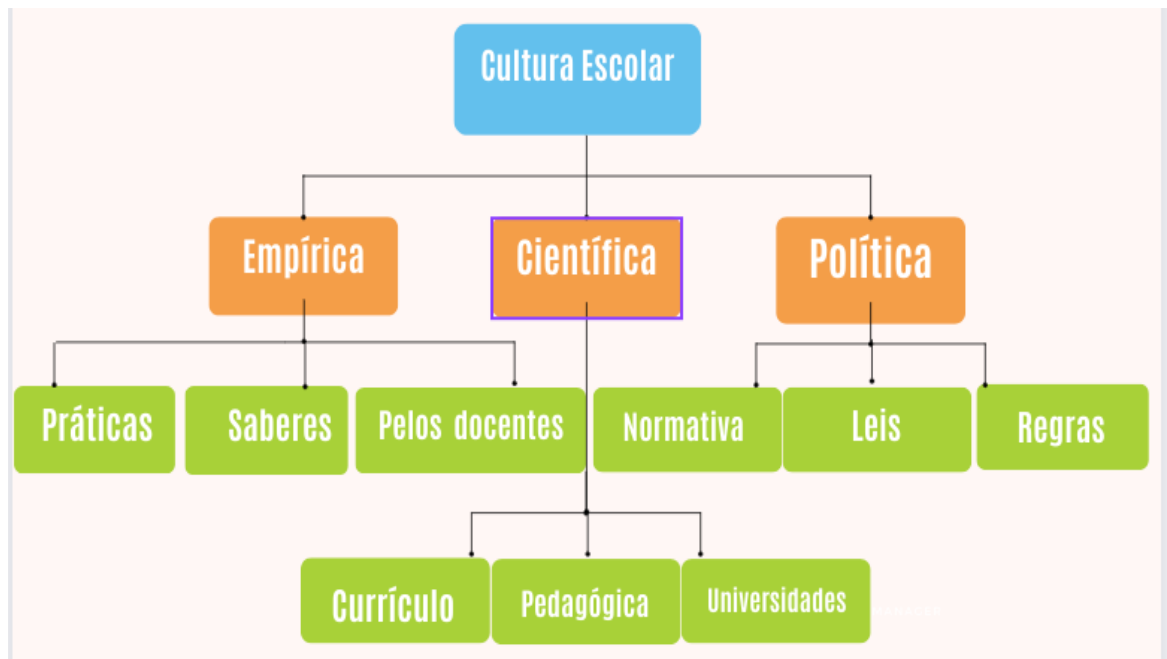 Cultura Escolar
Empírica
Científica
Política
Práticas
Saberes
Pelos docentes
Normativa
Leis
Regras
Currículo
Pedagógica
Universidades